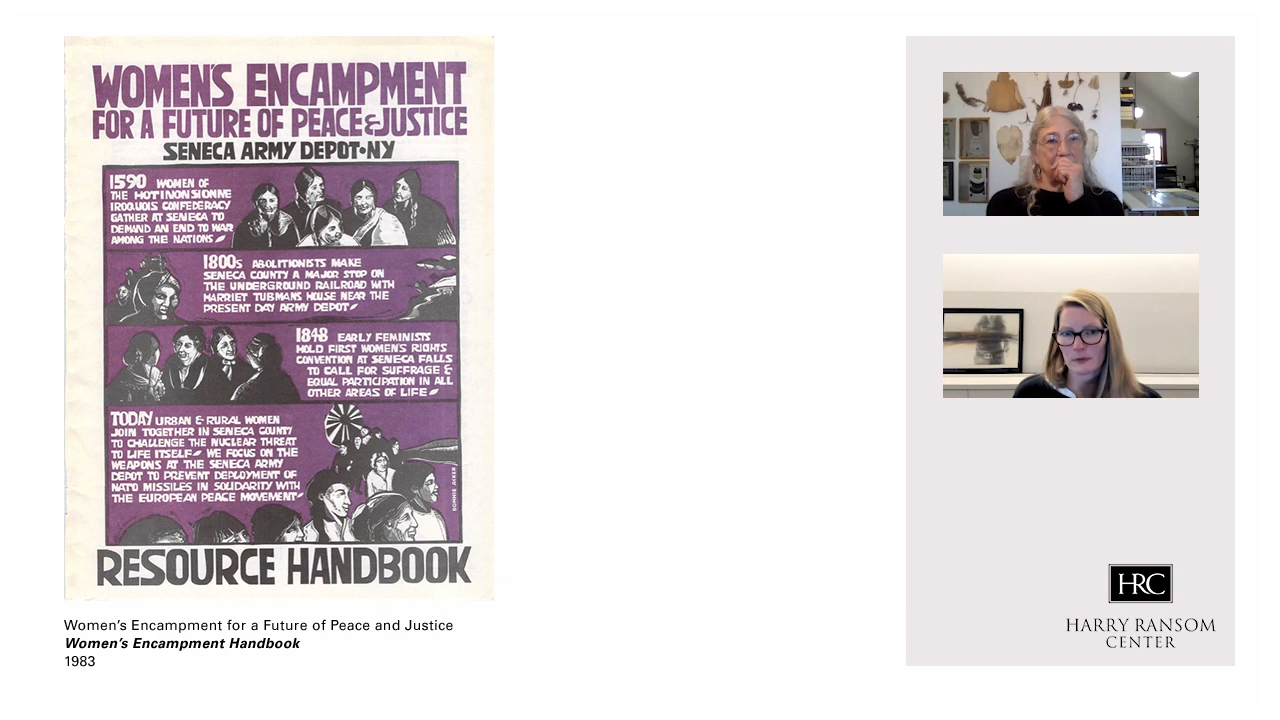 WOMEN'S ENCAMPMENT
FOR A FUTURE OF PEACE & JUSTICE
SENECA ARMY DEPOT • NY
1590 WOMEN OF
THE HOTINONSIONNE
IROQUOIS CONFEDERACY
GATHER AT SENECA TO
DEMAND AN END TO WAR
AMONG THE NATIONS
1800s ABOLITIONISTS MAKE
SENECA COUNTY A MAJOR STOP ON
THE UNDERGROUND RAILROAD WITH
HARRIET TUBMANS HOUSE NEAR THE
PRESENT DAY ARMY DEPOT
1848 EARLY FEMINISTS
HOLD FIRST WOMEN'S RIGHTS
CONVENTION AT SENECA FALLS
TO CALL FOR SUFFRAGE &
EQUAL PARTICIPATION IN ALL
OTHER AREAS OF LIFE
TODAY URBAN & RURAL WOMEN
JOIN TOGETHER IN SENECA COUNTY
TO CHALLENGE THE NUCLEAR THREAT
TO LIFE ITSELF WE FOCUS ON THE
WEAPONS AT THE SENECA ARMY
DEPOT TO PREVENT DEPLOYMENT OF
NATO MISSILES IN SOLIDARITY WITH
THE EUROPEAN PEACE MOVEMENT
BONNIE ACKER
RESOURCE HANDBOOK
Women's Encampment for a Future of Peace and Justice
Women's Encampment Handbook
1983
HRC
HARRY RANSOM
CENTER